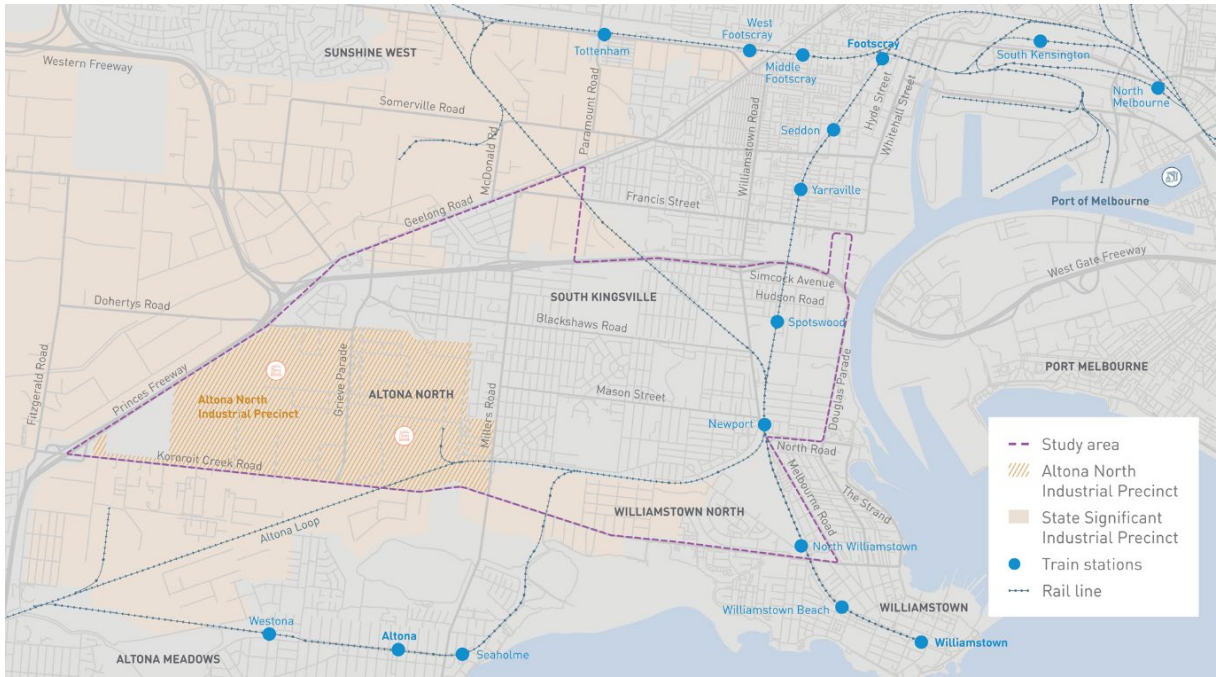 SUNSHINE WEST
Western Freeway
Tottenham
West
Footscray
Middle
Footscray
Footscray
South Kensington
North
Melbourne
Somerville Road
Paramount Road
McDonald Rd
Williamstown Road
Hyde Street
Whitehall Street
Seddon
Yarraville
Francis Street
Geelong Road
Port of Melbourne
West Gate Freeway
Simcock Avenue
Hudson Road
SOUTH KINGSVILLE
Blackshaws Road
Spotswood
Dohertys Road
Fitzgerald Road
Princes Freeway
Altona North
Industrial Precinct
Grieve Parade
ALTONA NORTH
Millers Road
Mason Street
Douglas Parade
PORT MELBOURNE
Newport
North Road
Kororoit Creek Road
Melbourne Road
The Strand
WILLIAMSTOWN NORTH
Altona Loop
North Williamstown
Williamstown Beach
WILLIAMSTOWN
Williamstown
Westona
Altona
Seaholme
ALTONA MEADOWS
Study area
Altona North
Industrial Precinct
State Significant
Industrial Precinct
Train stations
Rail line